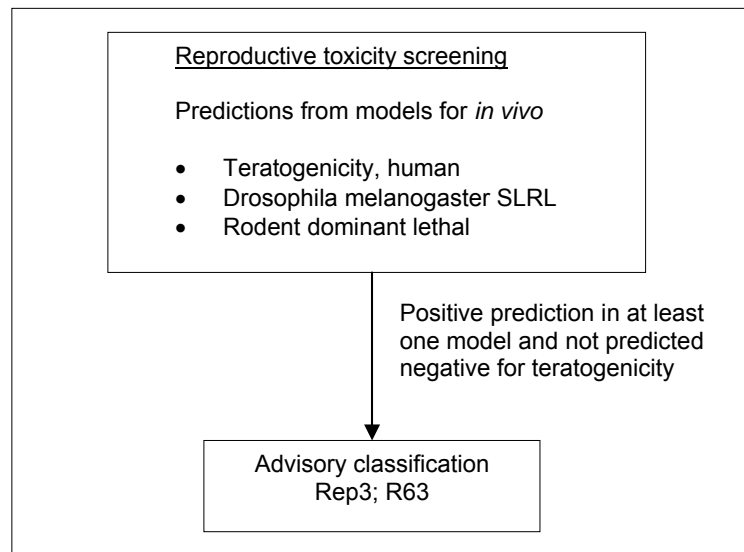 Reproductive toxicity screening
Predictions from models for in vivo
• Teratogenicity, human
• Drosophila melanogaster SLRL
• Rodent dominant lethal
Positive prediction in at least
one model and not predicted
negative for teratogenicity
Advisory classification
Rep3; R63